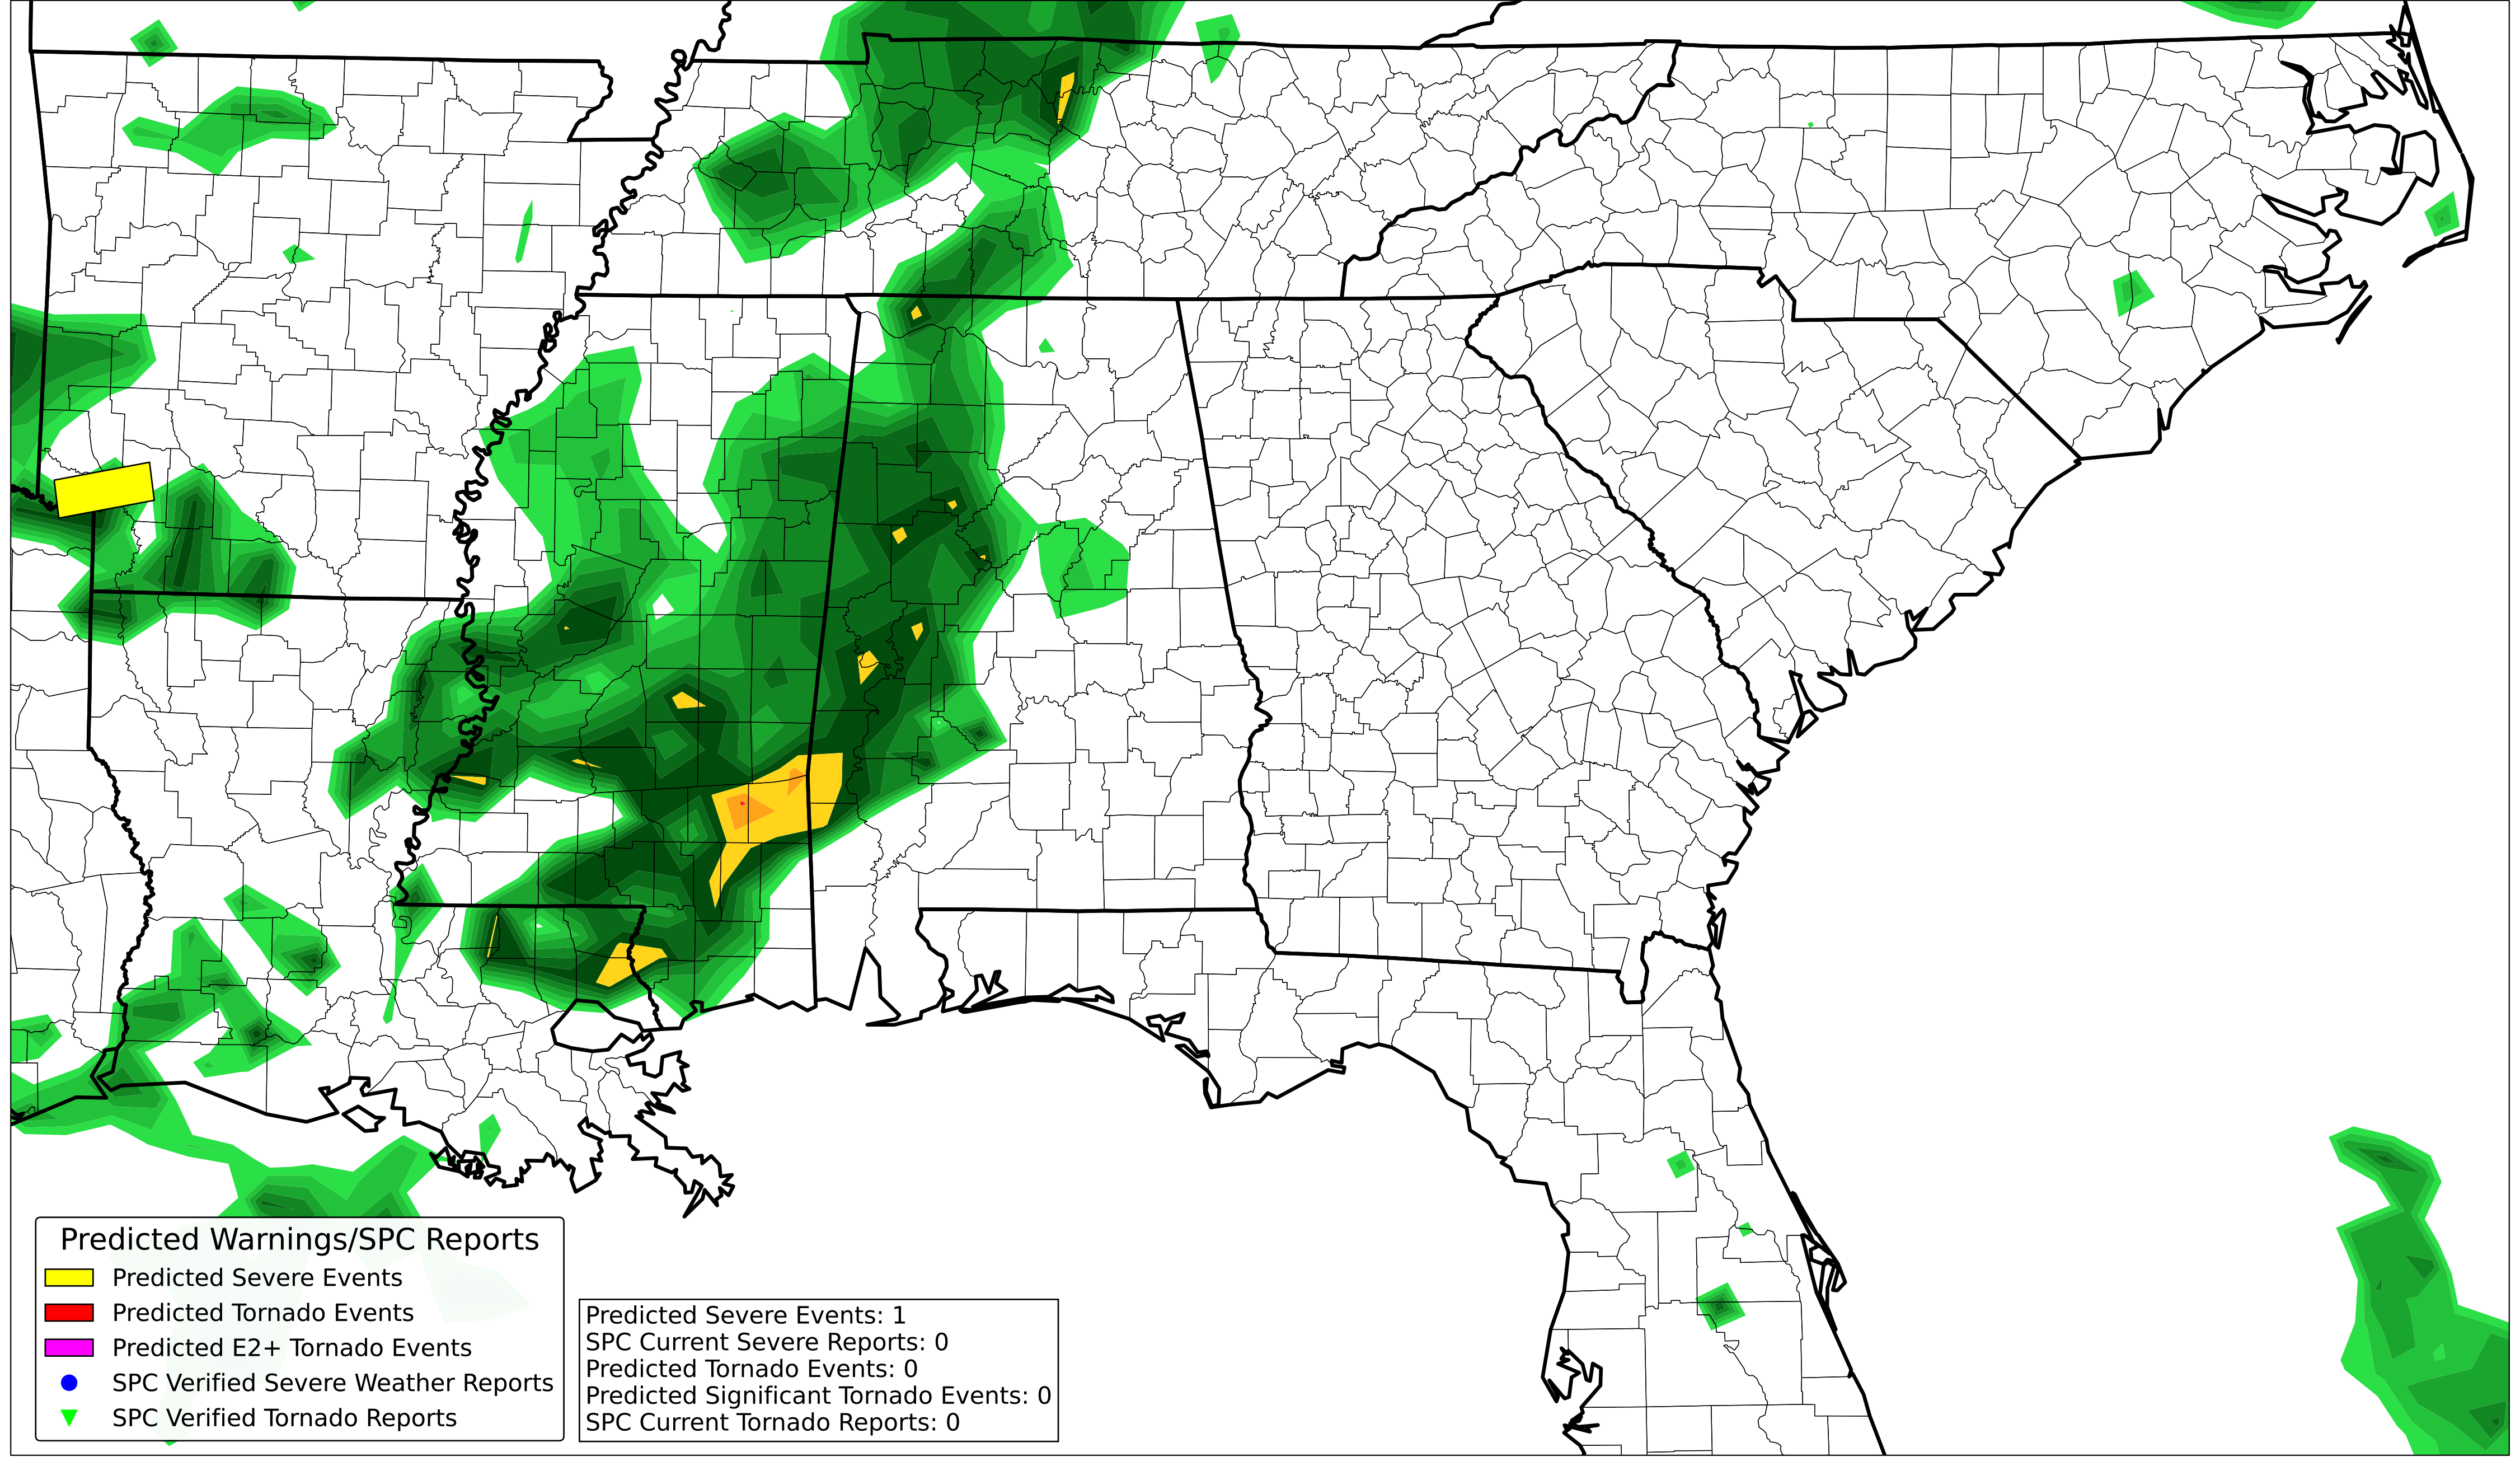 Predicted Warnings/SPC Reports
Predicted Severe Events
Predicted Tornado Events
Predicted E2+ Tornado Events
SPC Verified Severe Weather Reports
SPC Verified Tornado Reports
Predicted Severe Events: 1
SPC Current Severe Reports: 0
Predicted Tornado Events: 0
Predicted Significant Tornado Events: 0
SPC Current Tornado Reports: 0